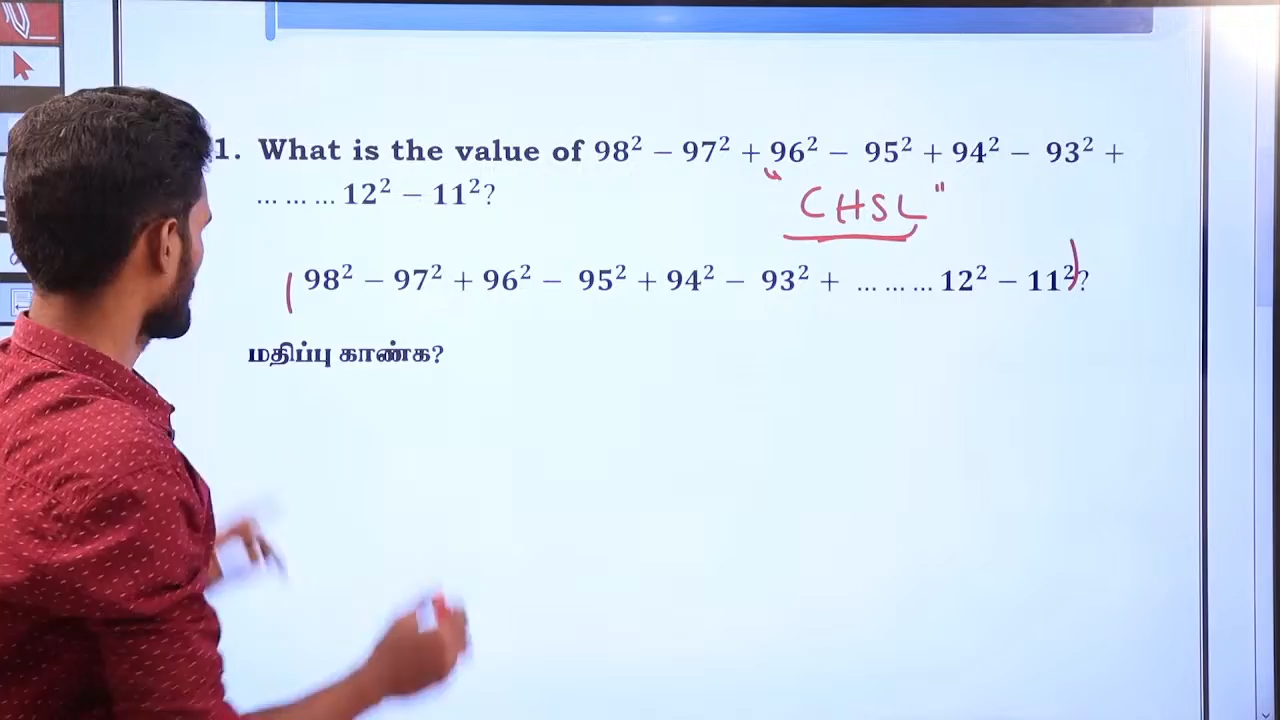 1. What is the value of 98² − 97² + 96² − 95² + 94² − 93² +
... ... ... 12² − 11²?
CHSL"
98² − 97² + 96² − 95² + 94² − 93² + ... ... ... 12² − 11²?
மதிப்பு காண்க?